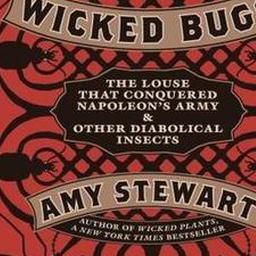 WICKED BUGS
THE LOUSE
THAT CONQUERED
NAPOLEON'S ARMY
&
OTHER DIABOLICAL
INSECTS
AMY STEWART
AUTHOR OF WICKED PLANTS,
A NEW YORK TIMES BESTSELLER